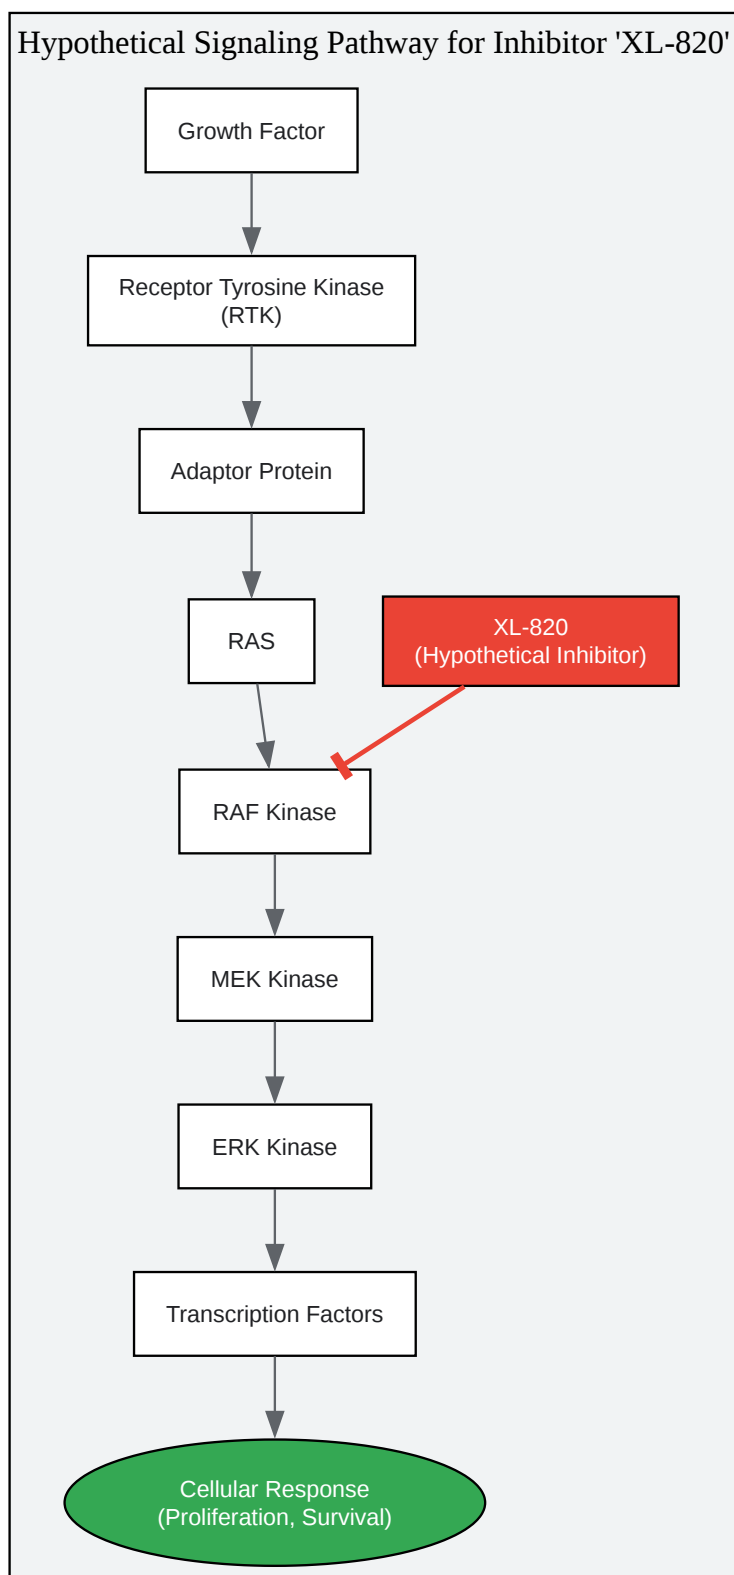 Hypothetical Signaling Pathway for Inhibitor 'XL-820'
Growth Factor
Receptor Tyrosine Kinase
(RTK)
Adaptor Protein
RAS
XL-820
(Hypothetical Inhibitor)
RAF Kinase
MEK Kinase
ERK Kinase
Transcription Factors
Cellular Response
(Proliferation, Survival)